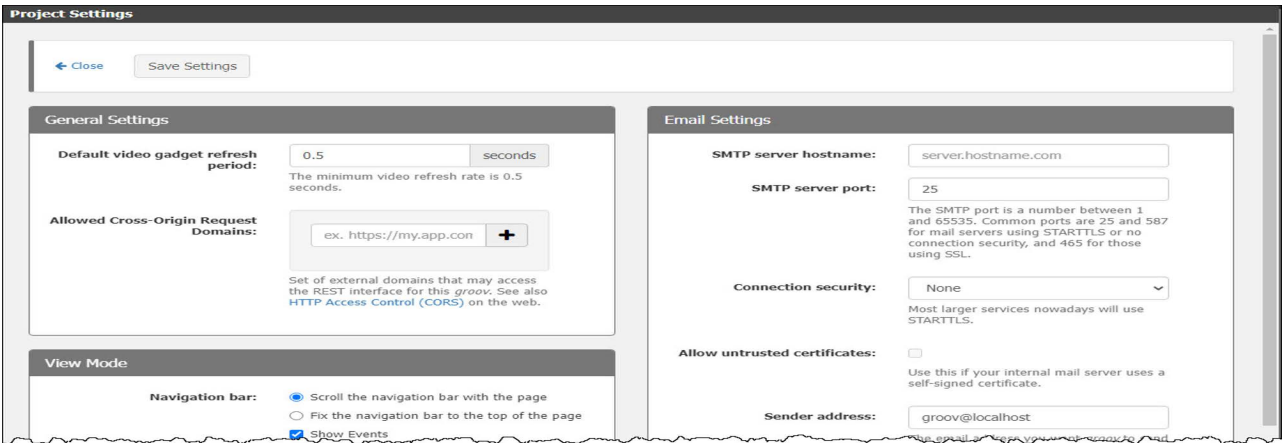 Project Settings
Close
Save Settings
General Settings
Default video gadget refresh
period:
0.5
seconds
The minimum video refresh rate is 0.5
seconds.
Allowed Cross-Origin Request
Domains:
ex. https://my.app.con
Set of external domains that may access
the REST interface for this groov. See also
HTTP Access Control (CORS) on the web.
View Mode
Navigation bar:
Scroll the navigation bar with the page
Fix the navigation bar to the top of the page
Show Events
Email Settings
SMTP server hostname:
server.hostname.com
SMTP server port:
25
The SMTP port is a number between 1
and 65535. Common ports are 25 and 587
for mail servers using STARTTLS or no
connection security, and 465 for those
using SSL.
Connection security:
None
Most larger services nowadays will use
STARTTLS.
Allow untrusted certificates:
Use this if your internal mail server uses a
self-signed certificate.
Sender address:
groov@localhost